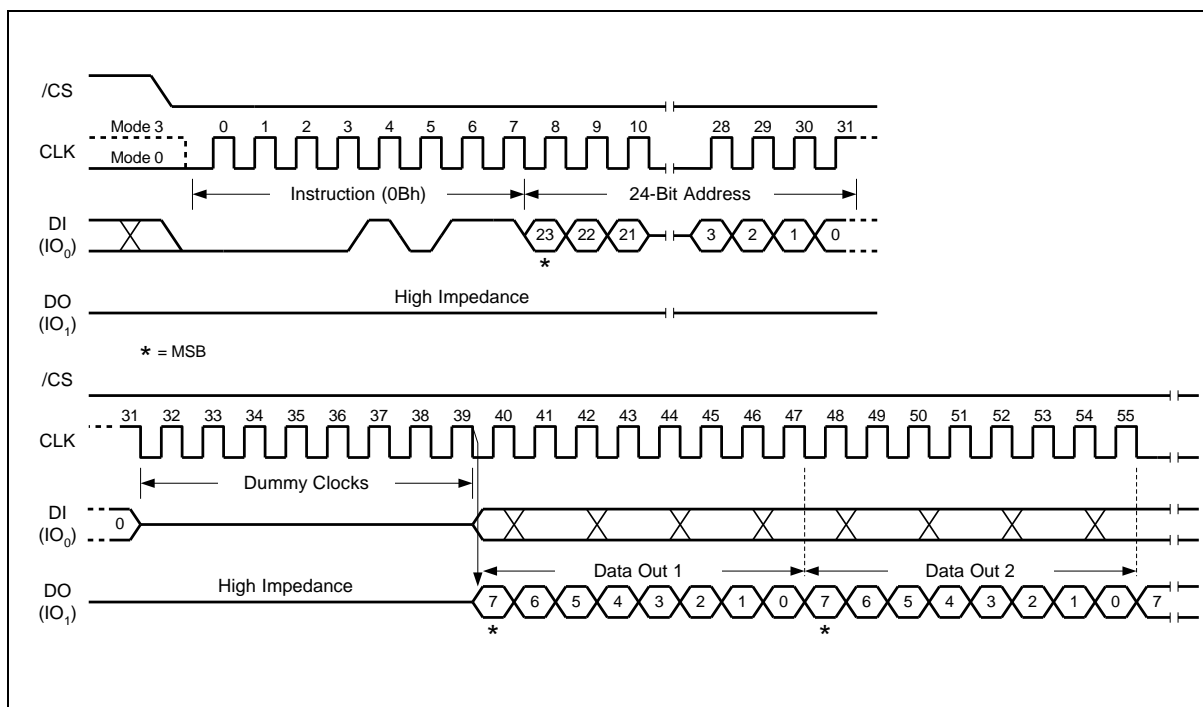 /CS
Mode 3
0 1 2 3 4 5 6 7 8 9 10 28 29 30 31
CLK
Mode 0
Instruction (0Bh)
24-Bit Address
DI
(IO0)
23 22 21 3 2 1 0
*
DO
(IO1)
High Impedance
* = MSB
/CS
31 32 33 34 35 36 37 38 39 40 41 42 43 44 45 46 47 48 49 50 51 52 53 54 55
CLK
Dummy Clocks
DI
(IO0)
0
Data Out 1
Data Out 2
DO
(IO1)
High Impedance
7 6 5 4 3 2 1 0 7 6 5 4 3 2 1 0 7
* *